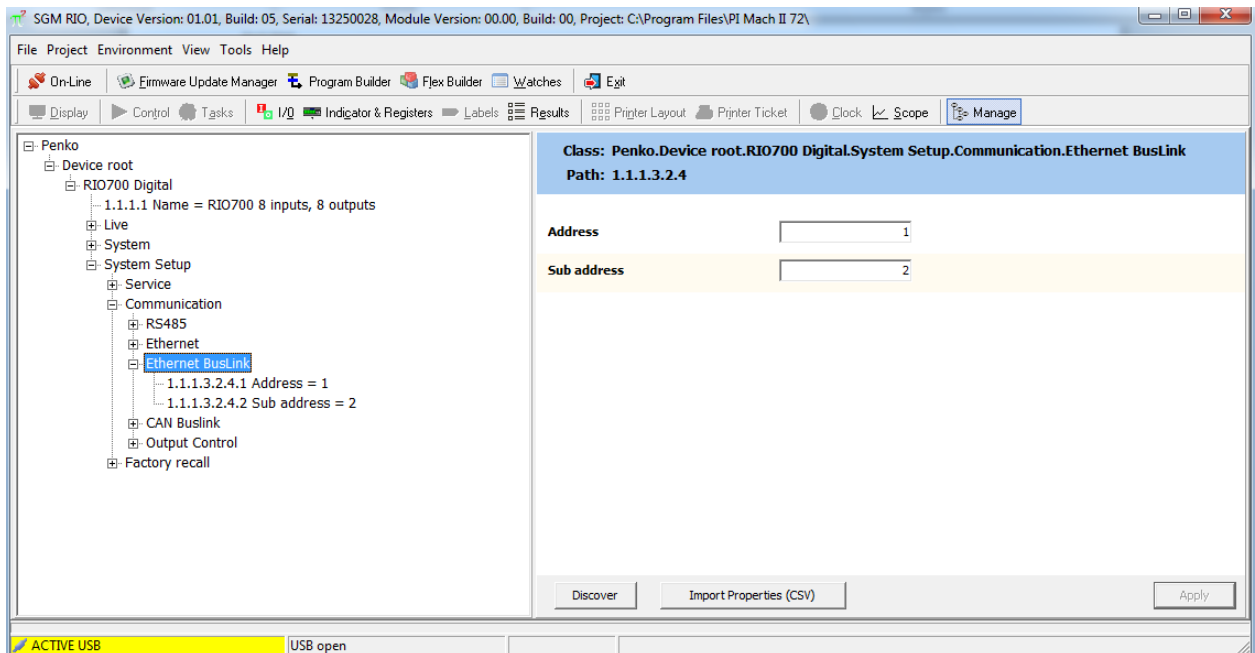 SGM RIO, Device Version: 01.01, Build: 05, Serial: 13250028, Module Version: 00.00, Build: 00, Project: C:\Program Files\PI Mach II 72\
File Project Environment View Tools Help
On-Line Firmware Update Manager Program Builder Flex Builder Watches Exit
Display Control Tasks I/O Indicator & Registers Labels Results Printer Layout Printer Ticket Clock Scope Manage
Penko
Device root
RIO700 Digital
1.1.1.1 Name = RIO700 8 inputs, 8 outputs
Live
System
System Setup
Service
Communication
RS485
Ethernet
Ethernet BusLink
1.1.1.3.2.4.1 Address = 1
1.1.1.3.2.4.2 Sub address = 2
CAN Buslink
Output Control
Factory recall
Class: Penko.Device root.RIO700 Digital.System Setup.Communication.Ethernet BusLink
Path: 1.1.1.3.2.4
Address 1
Sub address 2
Discover Import Properties (CSV) Apply
ACTIVE USB USB open